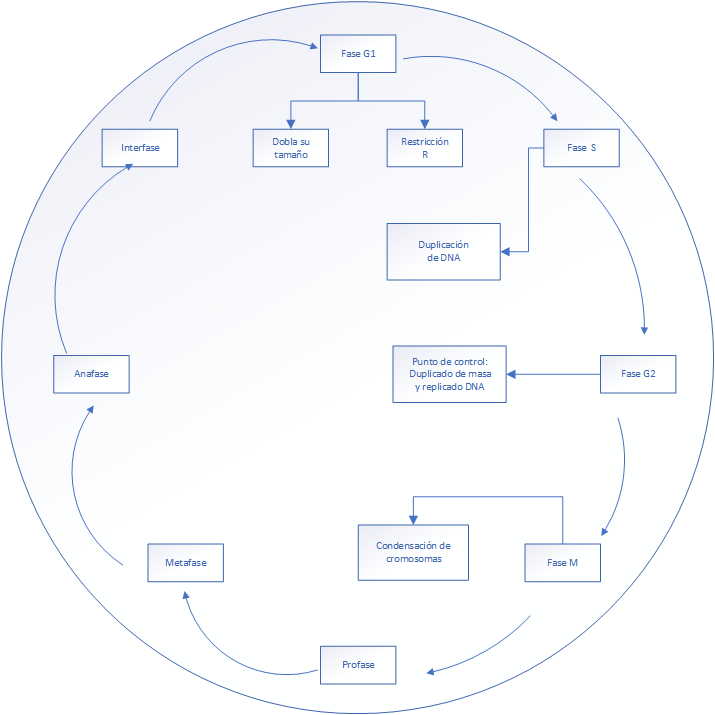 Fase G1
Interfase
Dobla su
tamaño
Restricción
R
Fase S
Duplicación
de DNA
Punto de control:
Duplicado de masa
y replicado DNA
Anafase
Fase G2
Condensación de
cromosomas
Metafase
Fase M
Profase